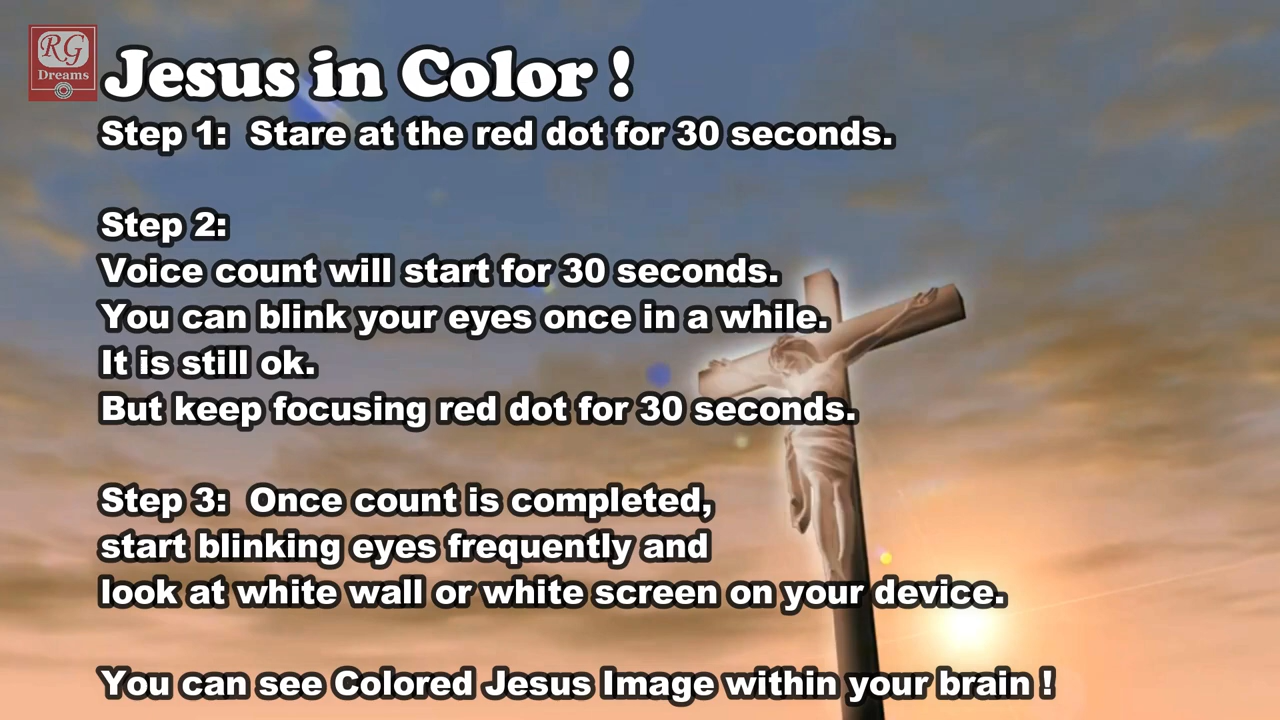 RG
Dreams
Jesus in Color !
Step 1:  Stare at the red dot for 30 seconds.
Step 2:
Voice count will start for 30 seconds.
You can blink your eyes once in a while.
It is still ok.
But keep focusing red dot for 30 seconds.
Step 3:  Once count is completed,
start blinking eyes frequently and
look at white wall or white screen on your device.
You can see Colored Jesus Image within your brain !